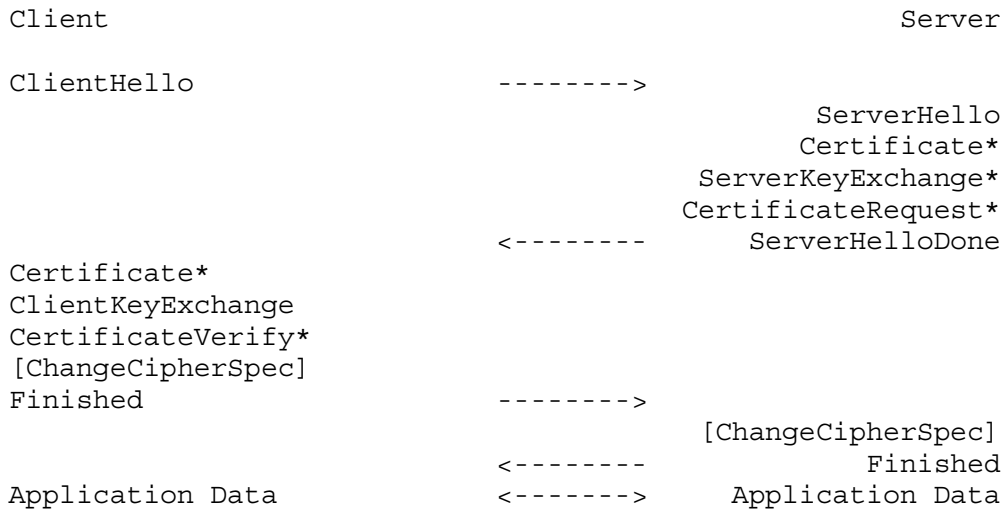 Client                                               Server

ClientHello                  -------->
                                                ServerHello
                                               Certificate*
                                         ServerKeyExchange*
                                        CertificateRequest*
                             <--------      ServerHelloDone
Certificate*
ClientKeyExchange
CertificateVerify*
[ChangeCipherSpec]
Finished                     -------->
                                         [ChangeCipherSpec]
                             <--------             Finished
Application Data             <------->     Application Data